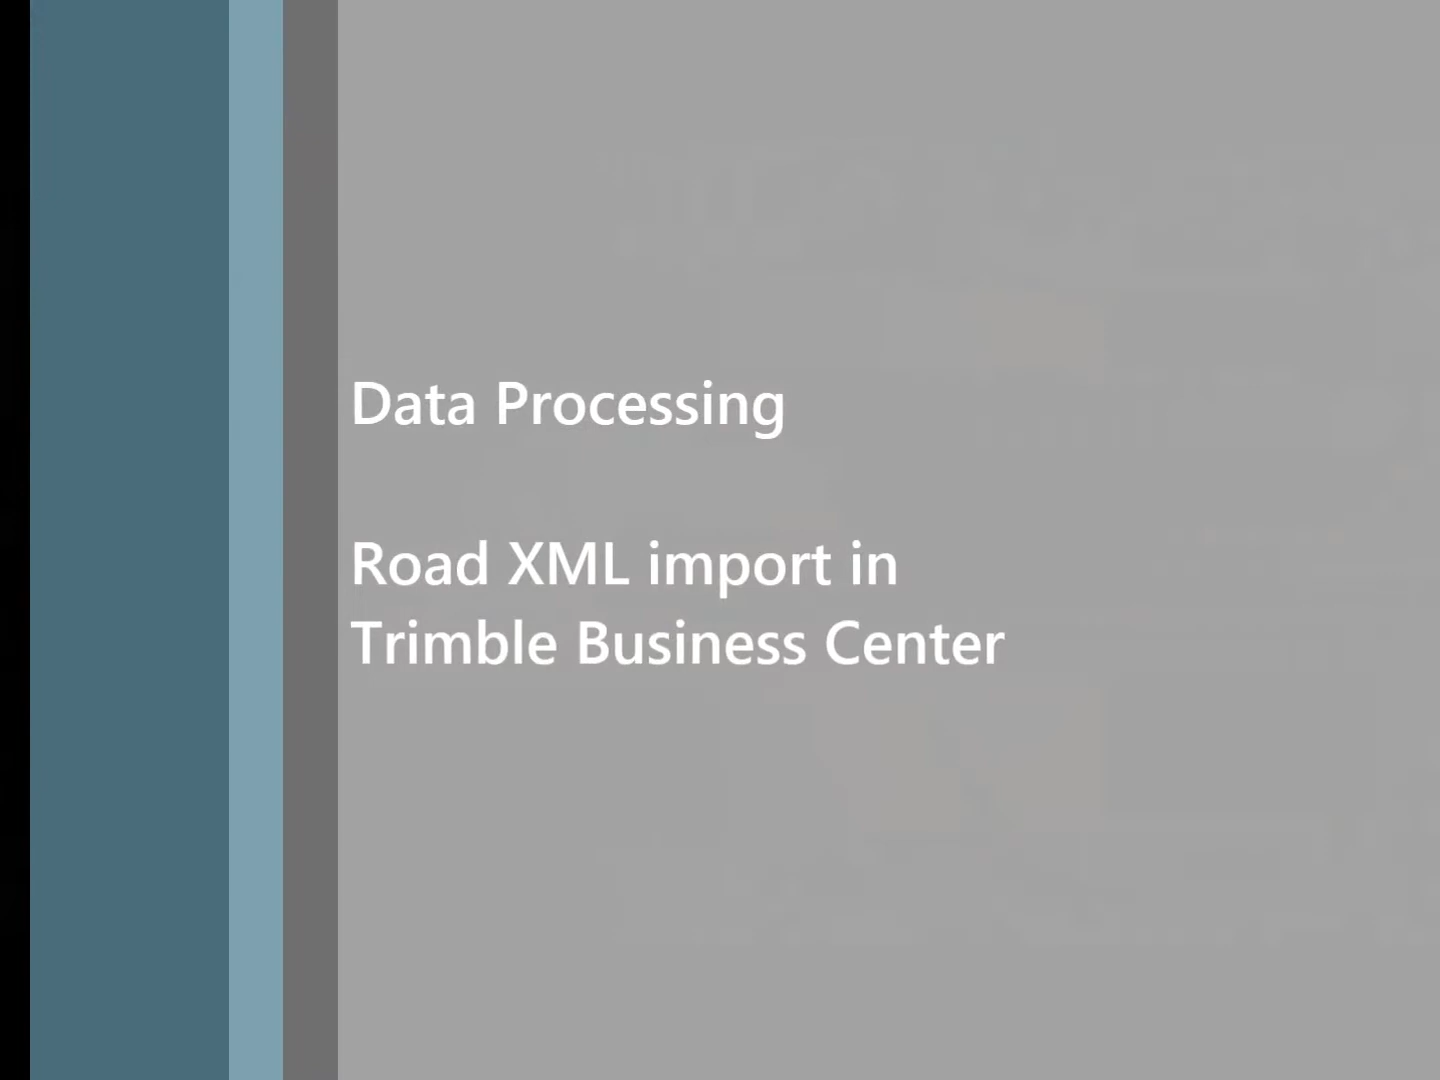 Data Processing
Road XML import in
Trimble Business Center